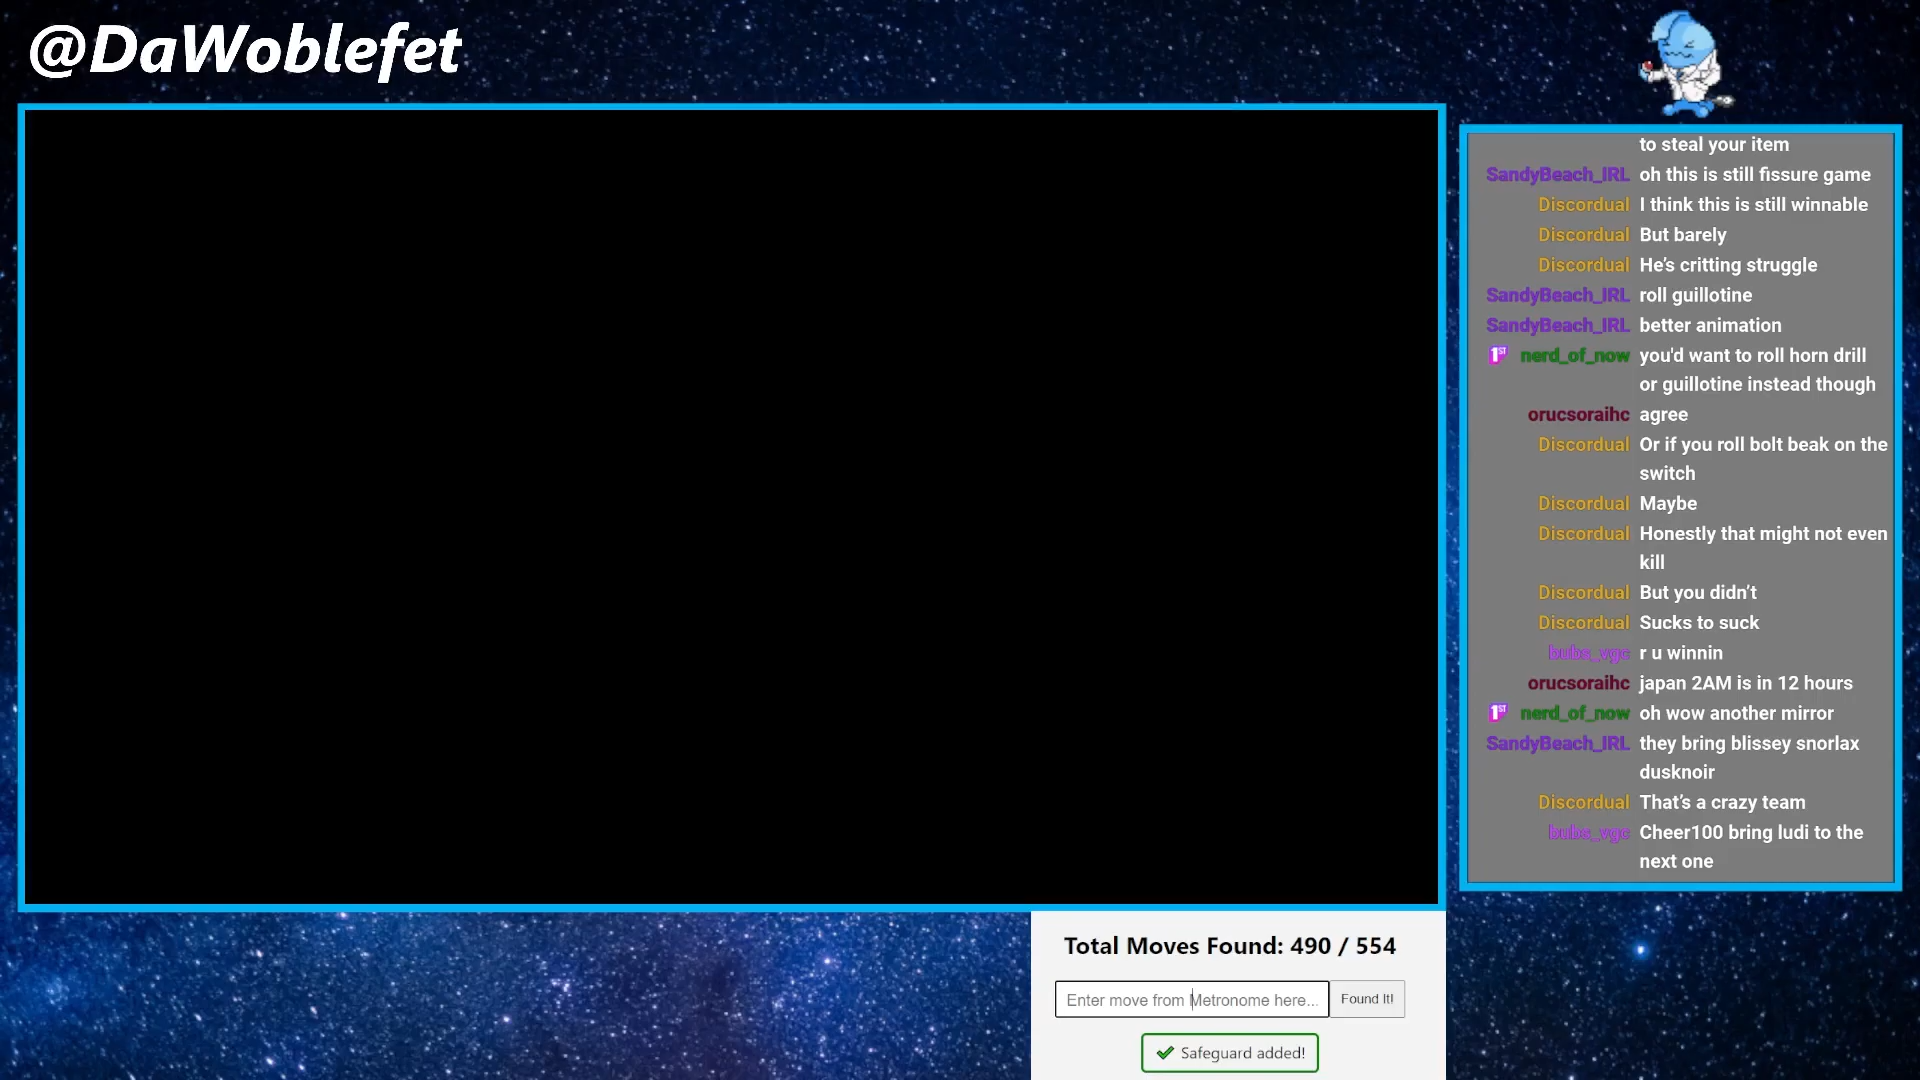 @DaWoblefet
to steal your item
SandyBeach_IRL oh this is still fissure game
Discordual I think this is still winnable
Discordual But barely
Discordual He's critting struggle
SandyBeach_IRL roll guillotine
SandyBeach_IRL better animation
1ST nerd_of_now you'd want to roll horn drill
or guillotine instead though
orucsoraihc agree
Discordual Or if you roll bolt beak on the
switch
Discordual Maybe
Discordual Honestly that might not even
kill
Discordual But you didn't
Discordual Sucks to suck
bubs_vgc r u winnin
orucsoraihc japan 2AM is in 12 hours
1ST nerd_of_now oh wow another mirror
SandyBeach_IRL they bring blissey snorlax
dusknoir
Discordual That's a crazy team
bubs_vgc Cheer100 bring ludi to the
next one
Total Moves Found: 490 / 554
Enter move from Metronome here...
Found It!
Safeguard added!